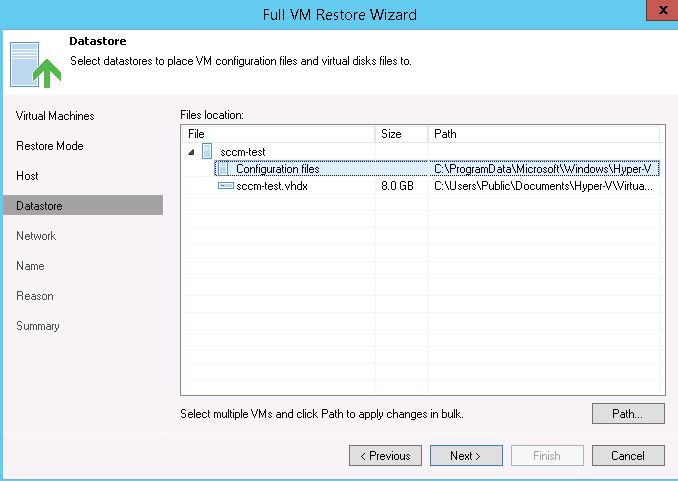 Full VM Restore Wizard
x
Datastore
Select datastores to place VM configuration files and virtual disks files to.
Virtual Machines
Restore Mode
Host
Datastore
Network
Name
Reason
Summary
Files location:
File Size Path
sccm-test
Configuration files C:\ProgramData\Microsoft\Windows\Hyper-V
sccm-test.vhdx 8.0 GB C:\Users\Public\Documents\Hyper-V\Virtua...
Select multiple VMs and click Path to apply changes in bulk.
Path...
< Previous
Next >
Finish
Cancel